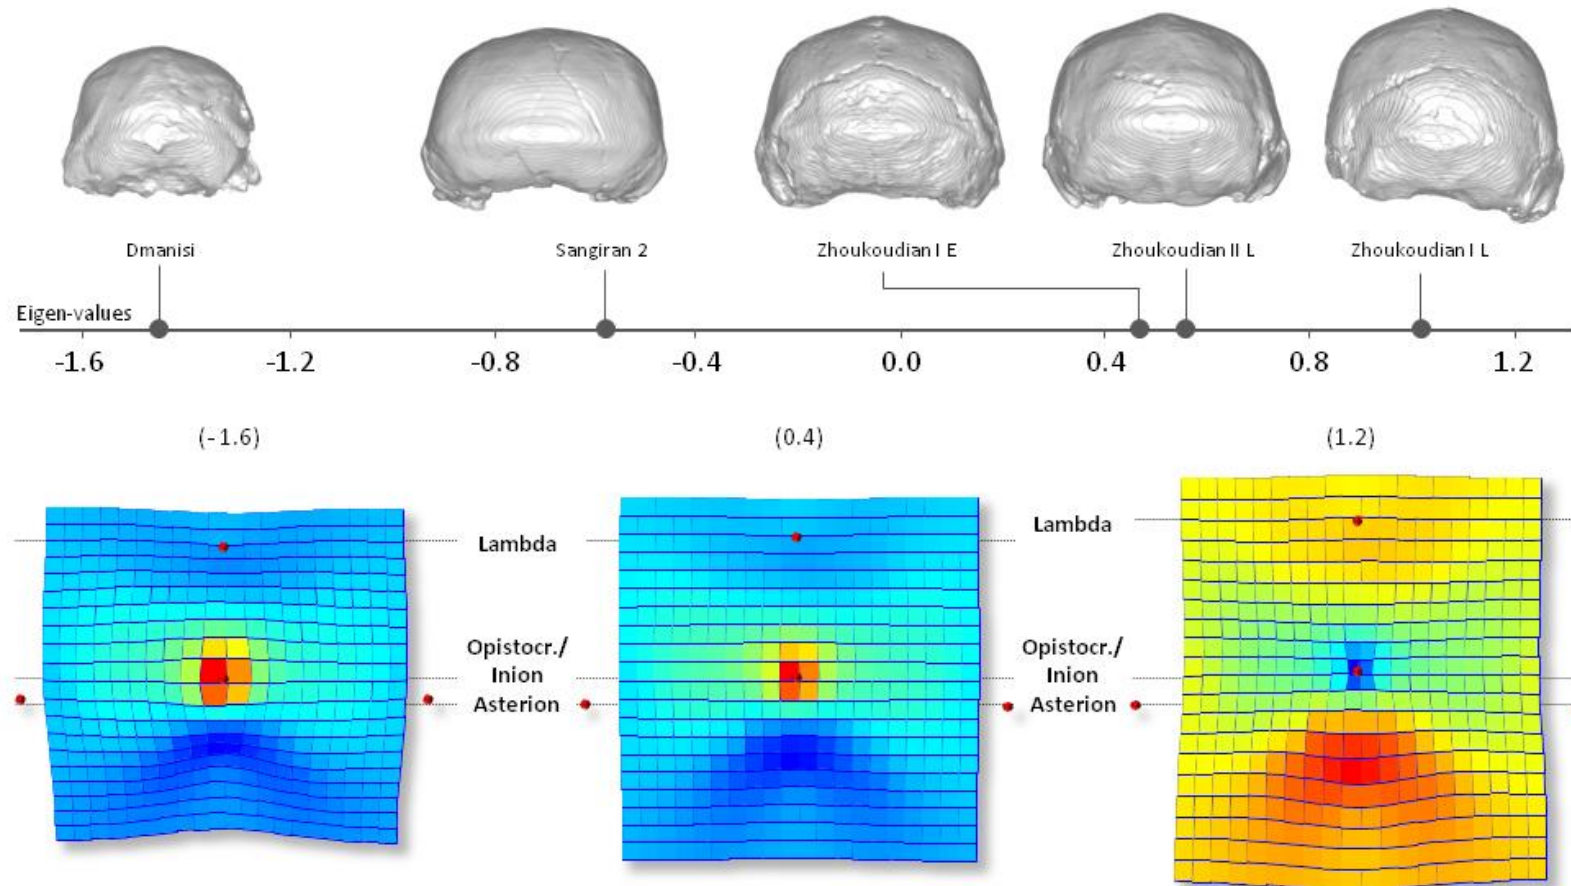 Dmanisi
Sangiran 2
Zhoukoudian I E
Zhoukoudian II L
Zhoukoudian I L
Eigen-values
-1.6
-1.2
-0.8
-0.4
0.0
0.4
0.8
1.2
(-1.6)
(0.4)
(1.2)
Lambda
Lambda
Opistocr./
Inion
Asterion
Opistocr./
Inion
Asterion